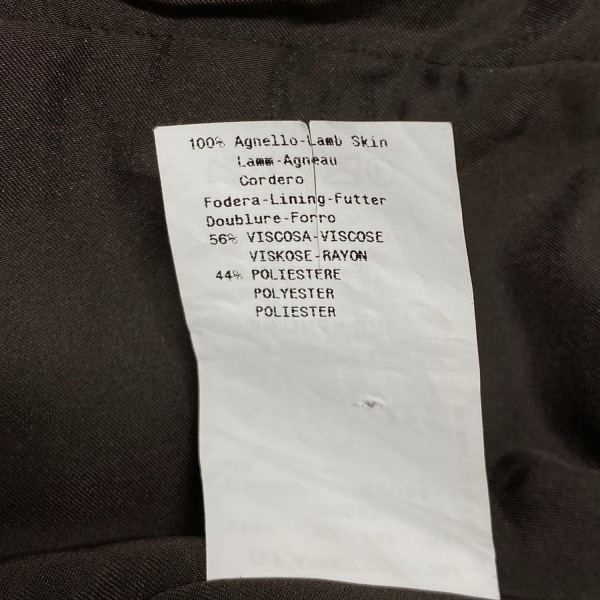 100% Agnello-Lamb Skin
Lamm-Agneau
Cordero
Fodera-Lining-Futter
Doublure-Forro
56% VISCOSA-VISCOSE
VISKOSE-RAYON
44% POLIESTERE
POLYESTER
POLIESTER